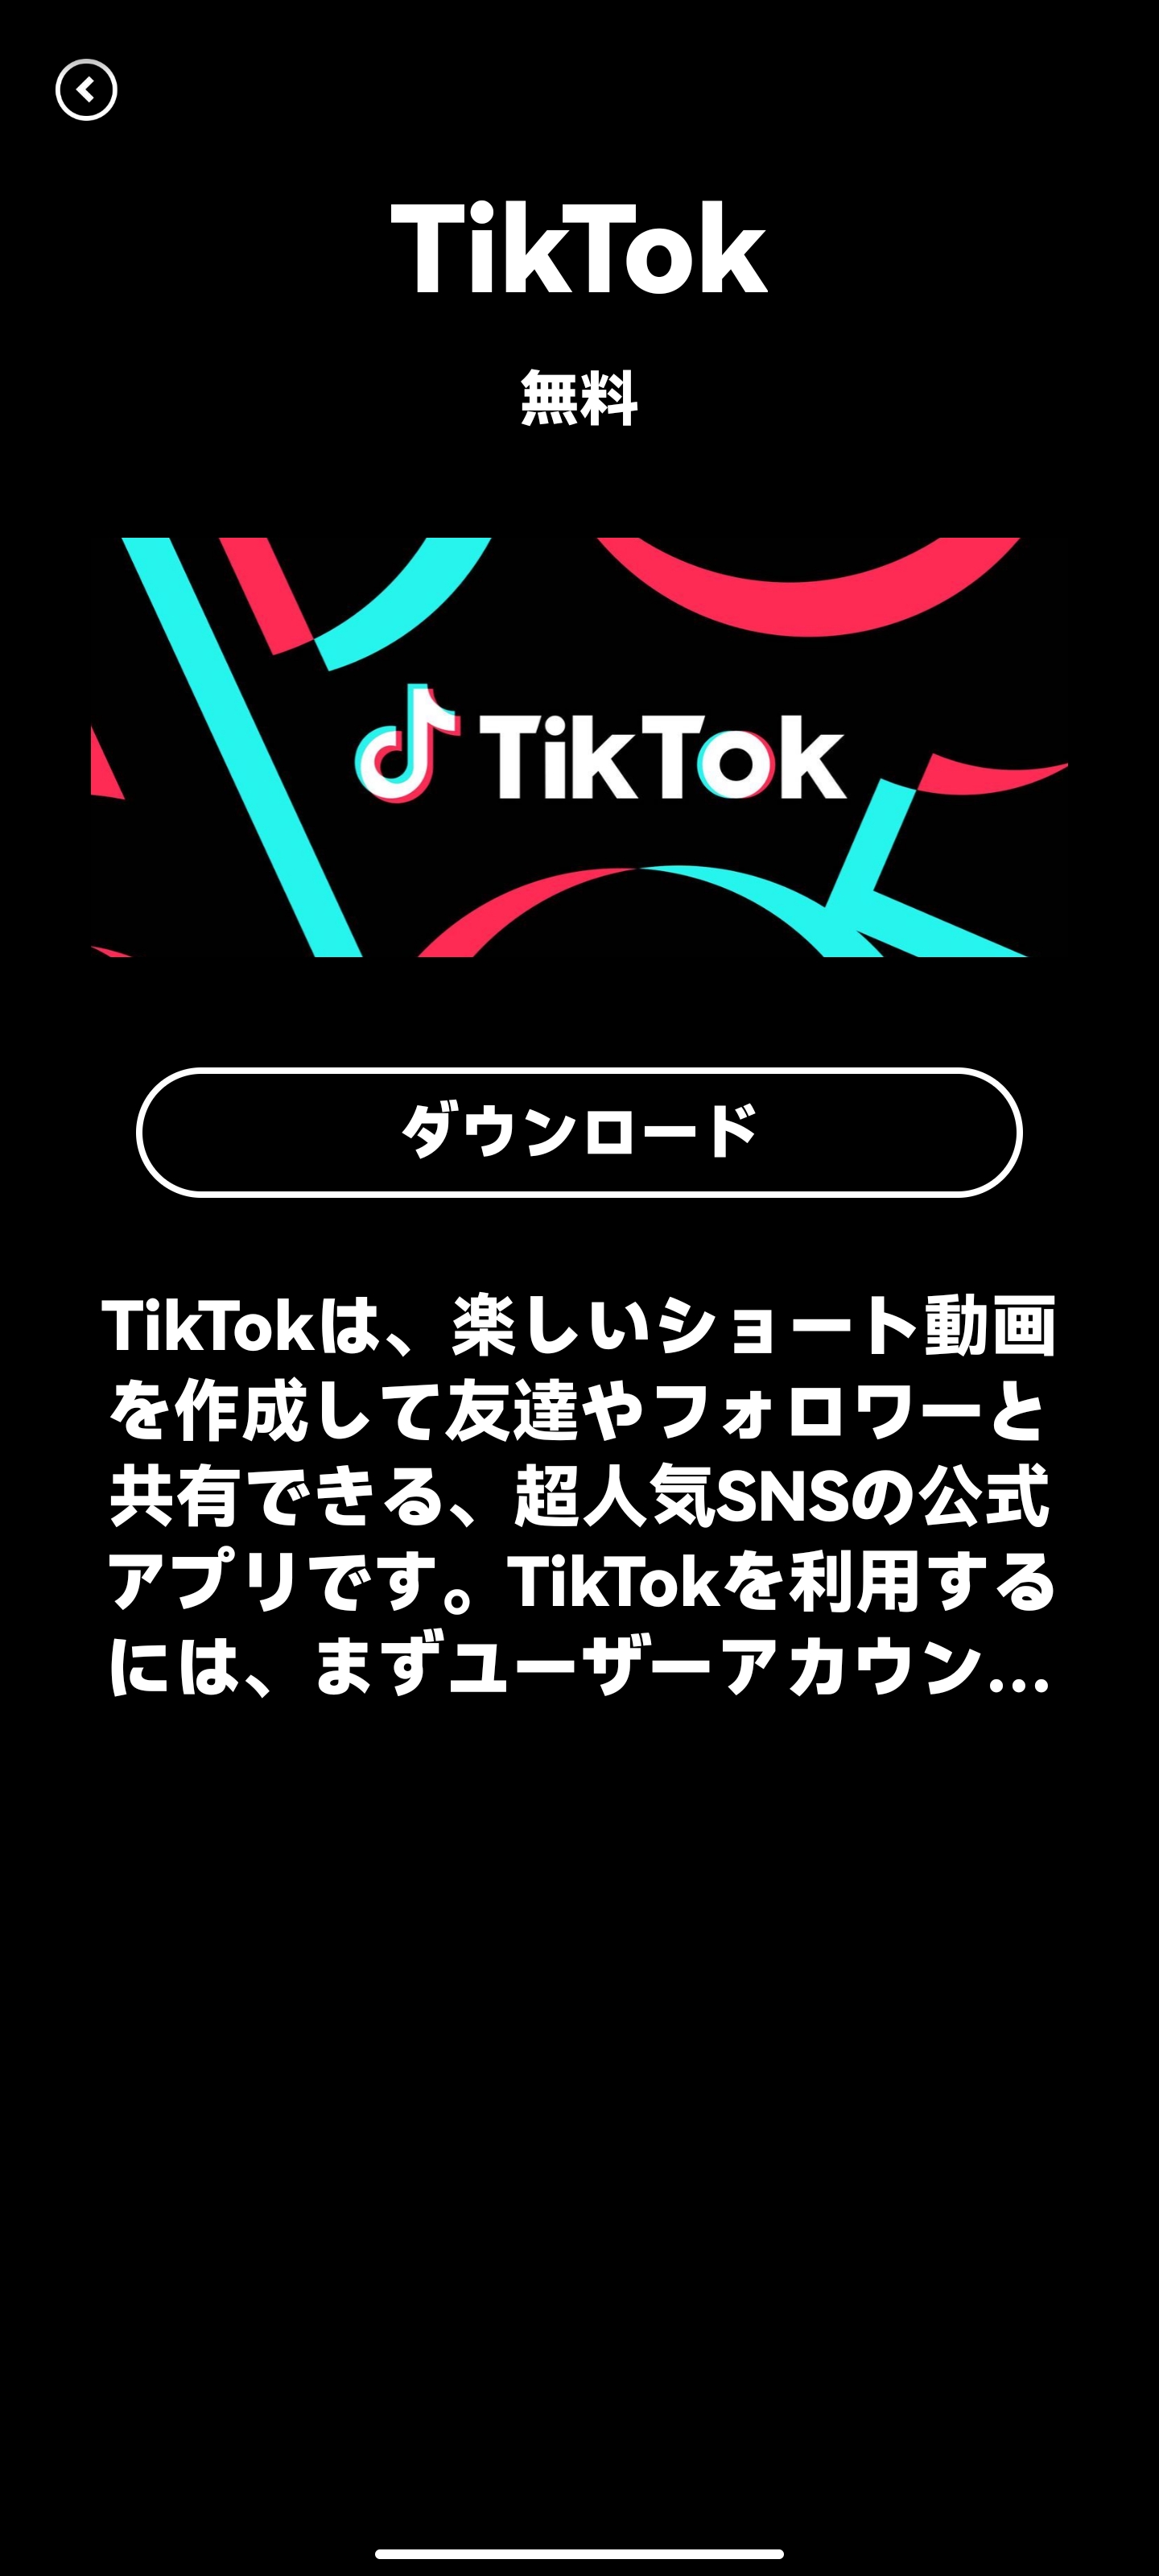 TikTok
無料
TikTok
ダウンロード
TikTokは、楽しいショート動画
を作成して友達やフォロワーと
共有できる、超人気SNSの公式
アプリです。TikTokを利用する
には、まずユーザーアカウン...